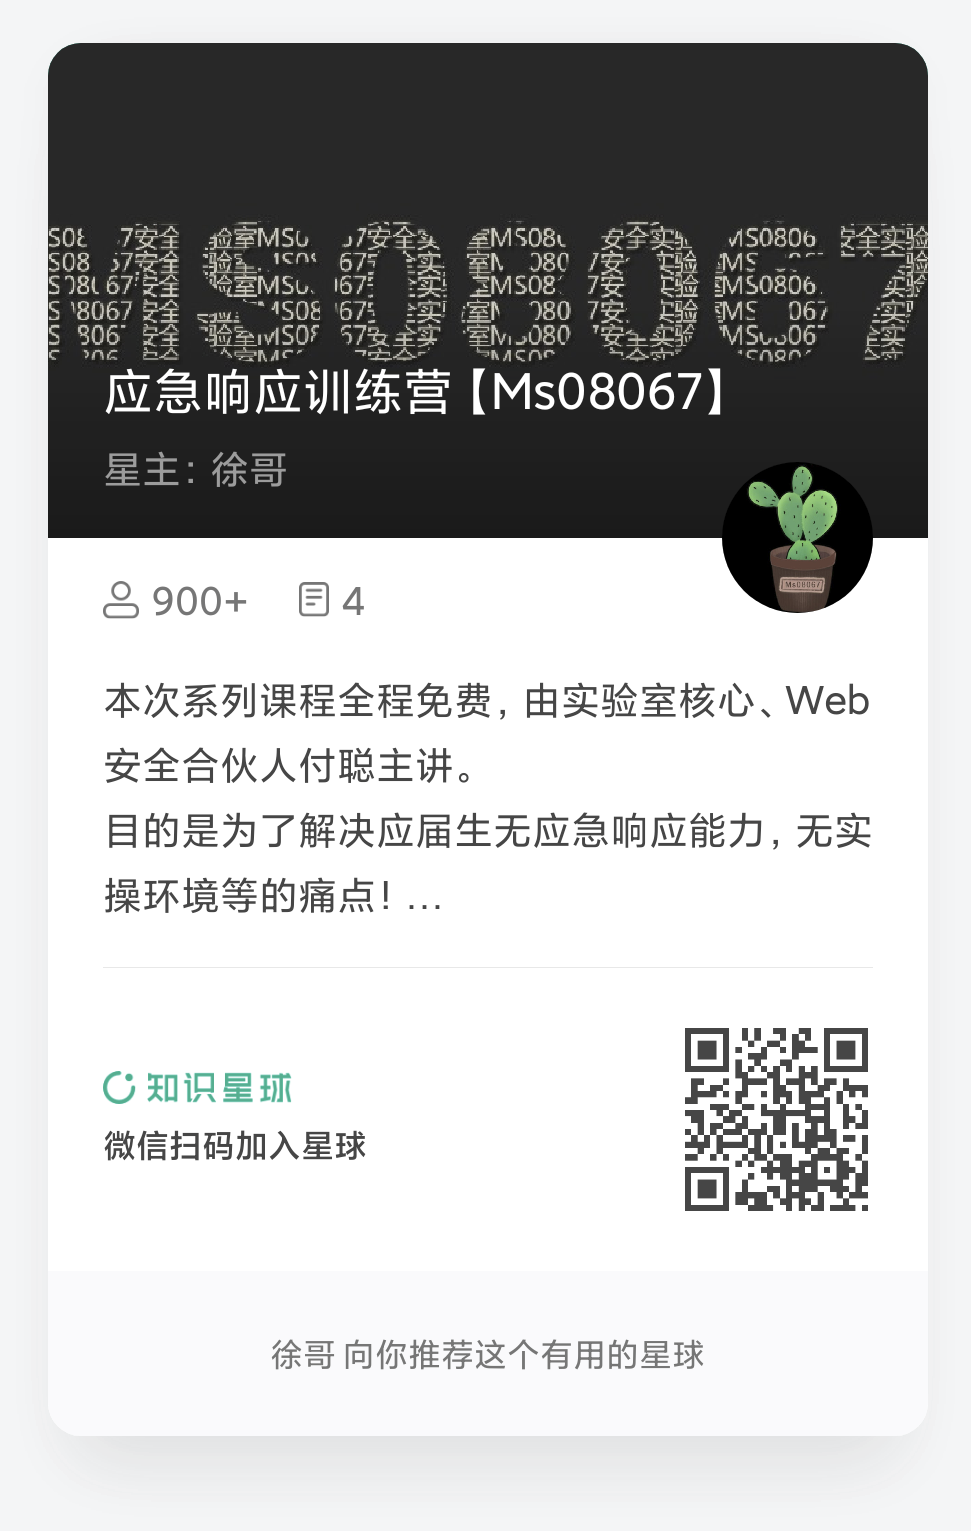 MS08067
应急响应训练营【Ms08067】
星主：徐哥
Ms08067
900+ 4
本次系列课程全程免费，由实验室核心、Web
安全合伙人付聪主讲。
目的是为了解决应届生无应急响应能力，无实
操环境等的痛点！...
知识星球
微信扫码加入星球
徐哥 向你推荐这个有用的星球